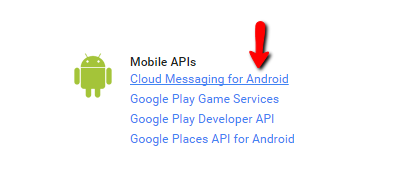 Mobile APIs
Cloud Messaging for Android
Google Play Game Services
Google Play Developer API
Google Places API for Android